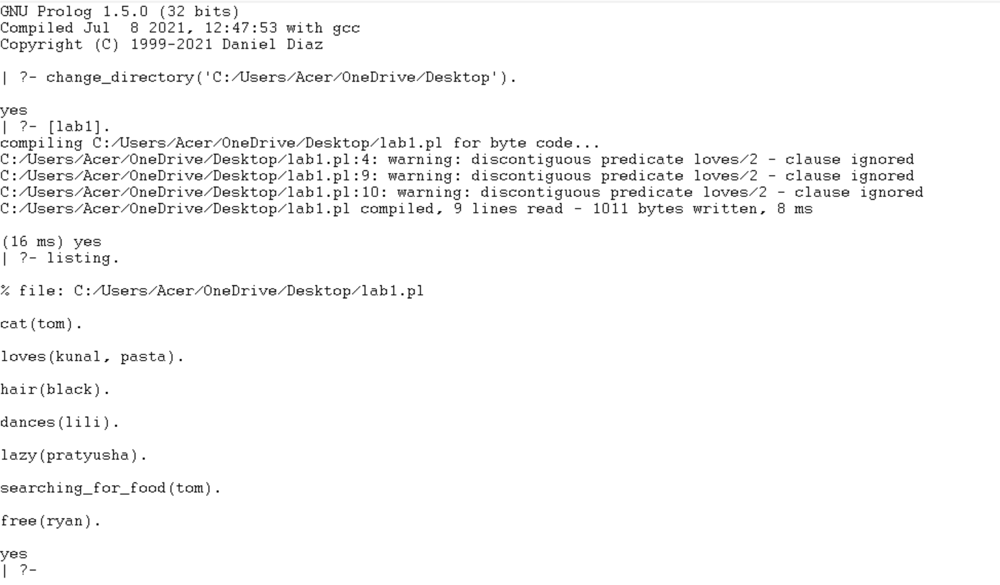 GNU Prolog 1.5.0 (32 bits)
Compiled Jul  8 2021, 12:47:53 with gcc
Copyright (C) 1999-2021 Daniel Diaz
| ?- change_directory('C:/Users/Acer/OneDrive/Desktop').
yes
| ?- [lab1].
compiling C:/Users/Acer/OneDrive/Desktop/lab1.pl for byte code...
C:/Users/Acer/OneDrive/Desktop/lab1.pl:4: warning: discontiguous predicate loves/2 - clause ignored
C:/Users/Acer/OneDrive/Desktop/lab1.pl:9: warning: discontiguous predicate loves/2 - clause ignored
C:/Users/Acer/OneDrive/Desktop/lab1.pl:10: warning: discontiguous predicate loves/2 - clause ignored
C:/Users/Acer/OneDrive/Desktop/lab1.pl compiled, 9 lines read - 1011 bytes written, 8 ms
(16 ms) yes
| ?- listing.
% file: C:/Users/Acer/OneDrive/Desktop/lab1.pl
cat(tom).
loves(kunal, pasta).
hair(black).
dances(lili).
lazy(pratyusha).
searching_for_food(tom).
free(ryan).
yes
| ?-